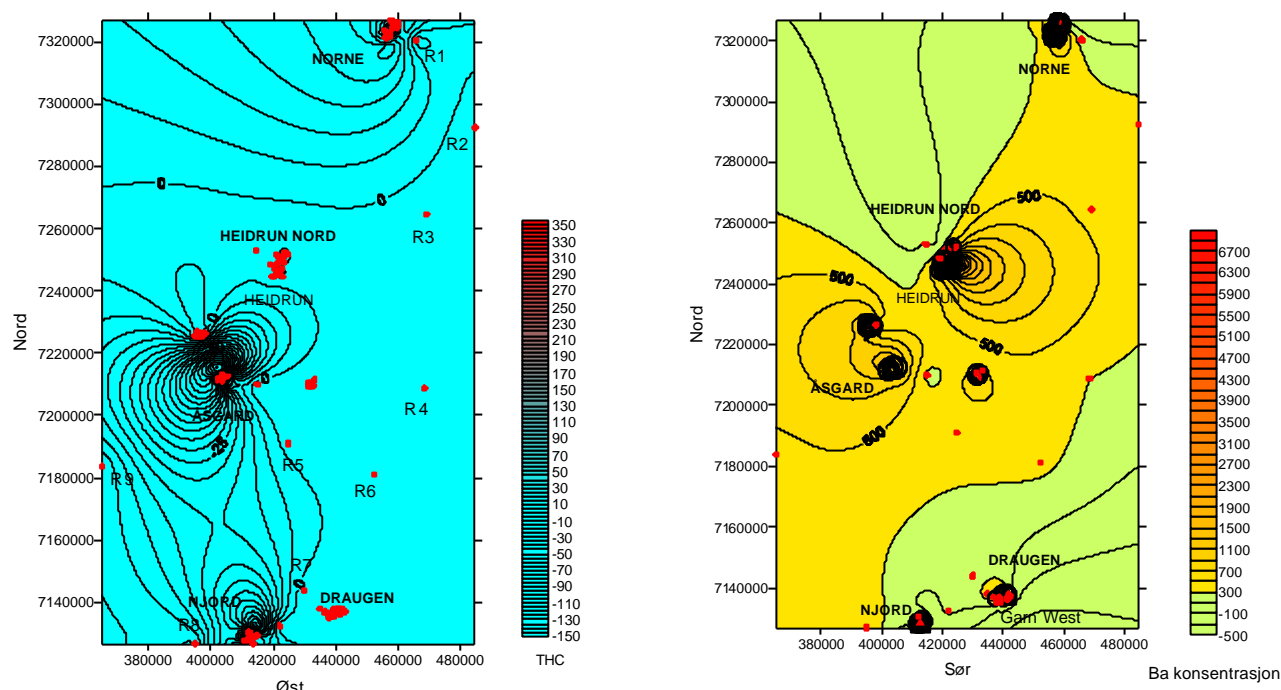 7320000
7300000
7280000
7260000
7240000
7220000
7200000
7180000
7160000
7140000
Nord
380000 400000 420000 440000 460000 480000
Øst
NORNE
R1
R2
0
0
R3
HEIDRUN NORD
HEIDRUN
0
0
ÅSGARD
-25
R4
R5
R6
R9
R7
0
NJORD
DRAUGEN
R8
350
330
310
290
270
250
230
210
190
170
150
130
110
90
70
50
30
10
-10
-30
-50
-70
-90
-110
-130
-150
THC
7320000
7300000
7280000
7260000
7240000
7220000
7200000
7180000
7160000
7140000
Nord
380000 400000 420000 440000 460000 480000
Sør
NORNE
500
HEIDRUN NORD
500
HEIDRUN
500
ÅSGARD
500
DRAUGEN
NJORD
Garn West
6700
6300
5900
5500
5100
4700
4300
3900
3500
3100
2700
2300
1900
1500
1100
700
300
-100
-500
Ba konsentrasjon